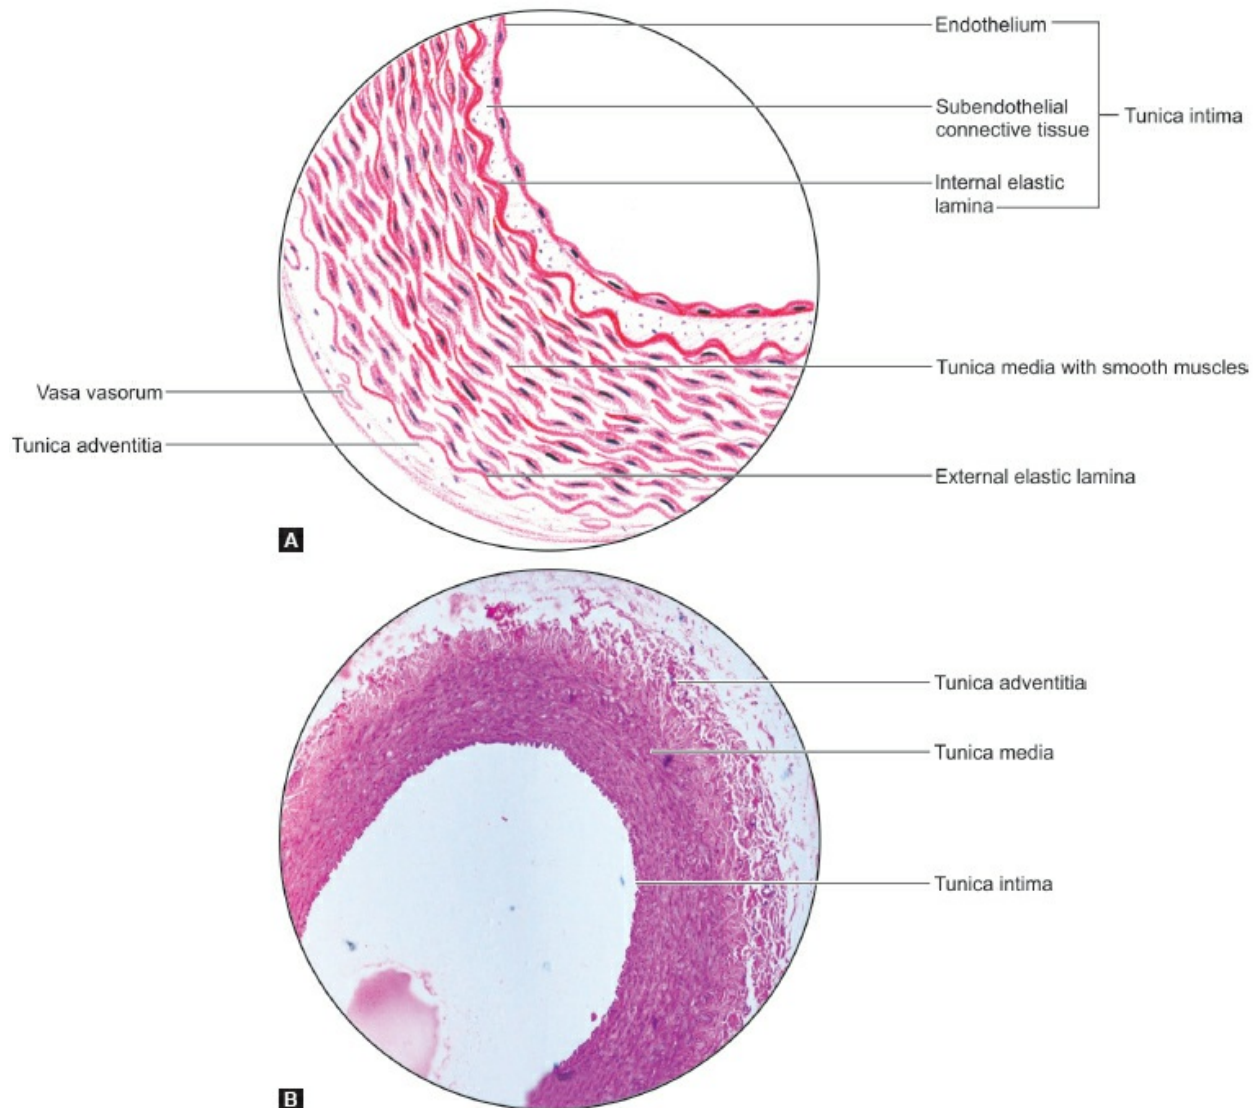 Endothelium
Subendothelial
connective tissue
Tunica intima
Internal elastic
lamina
Tunica media with smooth muscles
Vasa vasorum
Tunica adventitia
External elastic lamina
A
Tunica adventitia
Tunica media
Tunica intima
B